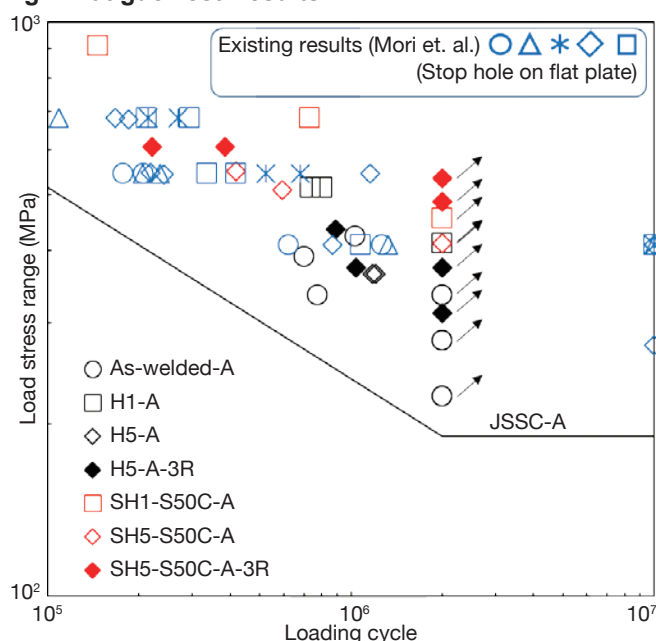 10³
Existing results (Mori et. al.)
(Stop hole on flat plate)
Load stress range (MPa)
As-welded-A
H1-A
H5-A
H5-A-3R
SH1-S50C-A
SH5-S50C-A
SH5-S50C-A-3R
JSSC-A
10²
10⁵
10⁶
10⁷
Loading cycle